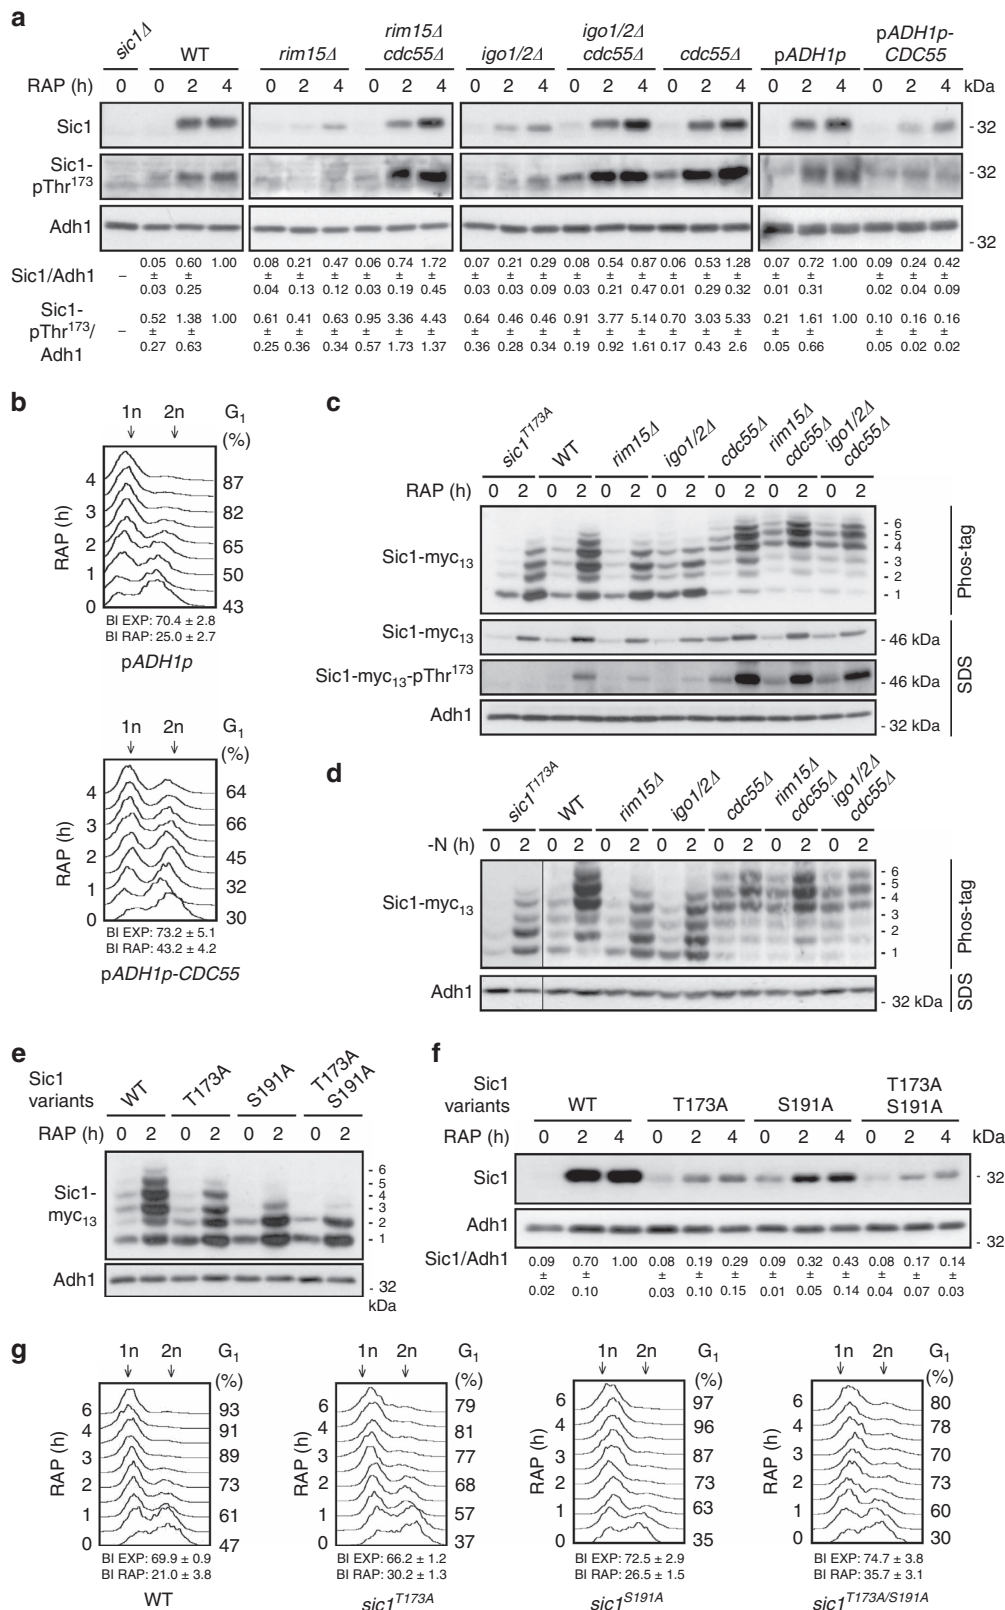 a
sic1Δ WT rim15Δ rim15Δ cdc55Δ igo1/2Δ igo1/2Δ cdc55Δ cdc55Δ pADH1p pADH1p-CDC55
RAP (h) 0 0 2 4 0 2 4 0 2 4 0 2 4 0 2 4 0 2 4 0 2 4 0 2 4 kDa
Sic1 - 32
Sic1-pThr173 - 32
Adh1 - 32
Sic1/Adh1 – 0.05 0.60 1.00 0.08 0.21 0.47 0.06 0.74 1.72 0.07 0.21 0.29 0.08 0.54 0.87 0.06 0.53 1.28 0.07 0.72 1.00 0.09 0.24 0.42
± ± ± ± ± ± ± ± ± ± ± ± ± ± ± ± ± ± ± ± ±
0.03 0.25 0.04 0.13 0.12 0.03 0.19 0.45 0.03 0.03 0.09 0.03 0.21 0.47 0.01 0.29 0.32 0.01 0.31 0.02 0.04 0.09
Sic1-pThr173/Adh1 – 0.52 1.38 1.00 0.61 0.41 0.63 0.95 3.36 4.43 0.64 0.46 0.46 0.91 3.77 5.14 0.70 3.03 5.33 0.21 1.61 1.00 0.10 0.16 0.16
± ± ± ± ± ± ± ± ± ± ± ± ± ± ± ± ± ± ± ± ±
0.27 0.63 0.25 0.36 0.34 0.57 1.73 1.37 0.36 0.28 0.34 0.19 0.92 1.61 0.17 0.43 2.6 0.05 0.66 0.05 0.02 0.02
b
1n 2n G1 (%)
RAP (h)
4 87
3 82
2 65
1 50
0 43
BI EXP: 70.4 ± 2.8
BI RAP: 25.0 ± 2.7
pADH1p
1n 2n G1 (%)
RAP (h)
4 64
3 66
2 45
1 32
0 30
BI EXP: 73.2 ± 5.1
BI RAP: 43.2 ± 4.2
pADH1p-CDC55
c
sic1T173A WT rim15Δ igo1/2Δ cdc55Δ rim15Δ cdc55Δ igo1/2Δ cdc55Δ
RAP (h) 0 2 0 2 0 2 0 2 0 2 0 2 0 2
Sic1-myc13
- 6
- 5
- 4
- 3
- 2
- 1
Phos-tag
Sic1-myc13 - 46 kDa
Sic1-myc13-pThr173 - 46 kDa
Adh1 - 32 kDa
SDS
d
sic1T173A WT rim15Δ igo1/2Δ cdc55Δ rim15Δ cdc55Δ igo1/2Δ cdc55Δ
-N (h) 0 2 0 2 0 2 0 2 0 2 0 2 0 2
Sic1-myc13
- 6
- 5
- 4
- 3
- 2
- 1
Phos-tag
Adh1 - 32 kDa
SDS
e
Sic1 variants WT T173A S191A T173A S191A
RAP (h) 0 2 0 2 0 2 0 2
Sic1-myc13
- 6
- 5
- 4
- 3
- 2
- 1
Adh1 - 32
kDa
f
Sic1 variants WT T173A S191A T173A S191A
RAP (h) 0 2 4 0 2 4 0 2 4 0 2 4 kDa
Sic1 - 32
Adh1 - 32
Sic1/Adh1 0.09 0.70 1.00 0.08 0.19 0.29 0.09 0.32 0.43 0.08 0.17 0.14
± ± ± ± ± ± ± ± ± ± ±
0.02 0.10 0.03 0.10 0.15 0.01 0.05 0.14 0.04 0.07 0.03
g
1n 2n G1 (%)
RAP (h)
6 93
4 91
3 89
2 73
1 61
0 47
BI EXP: 69.9 ± 0.9
BI RAP: 21.0 ± 3.8
WT
1n 2n G1 (%)
RAP (h)
6 79
4 81
3 77
2 68
1 57
0 37
BI EXP: 66.2 ± 1.2
BI RAP: 30.2 ± 1.3
sic1T173A
1n 2n G1 (%)
RAP (h)
6 97
4 96
3 87
2 73
1 63
0 35
BI EXP: 72.5 ± 2.9
BI RAP: 26.5 ± 1.5
sic1S191A
1n 2n G1 (%)
RAP (h)
6 80
4 78
3 70
2 73
1 60
0 30
BI EXP: 74.7 ± 3.8
BI RAP: 35.7 ± 3.1
sic1T173A/S191A